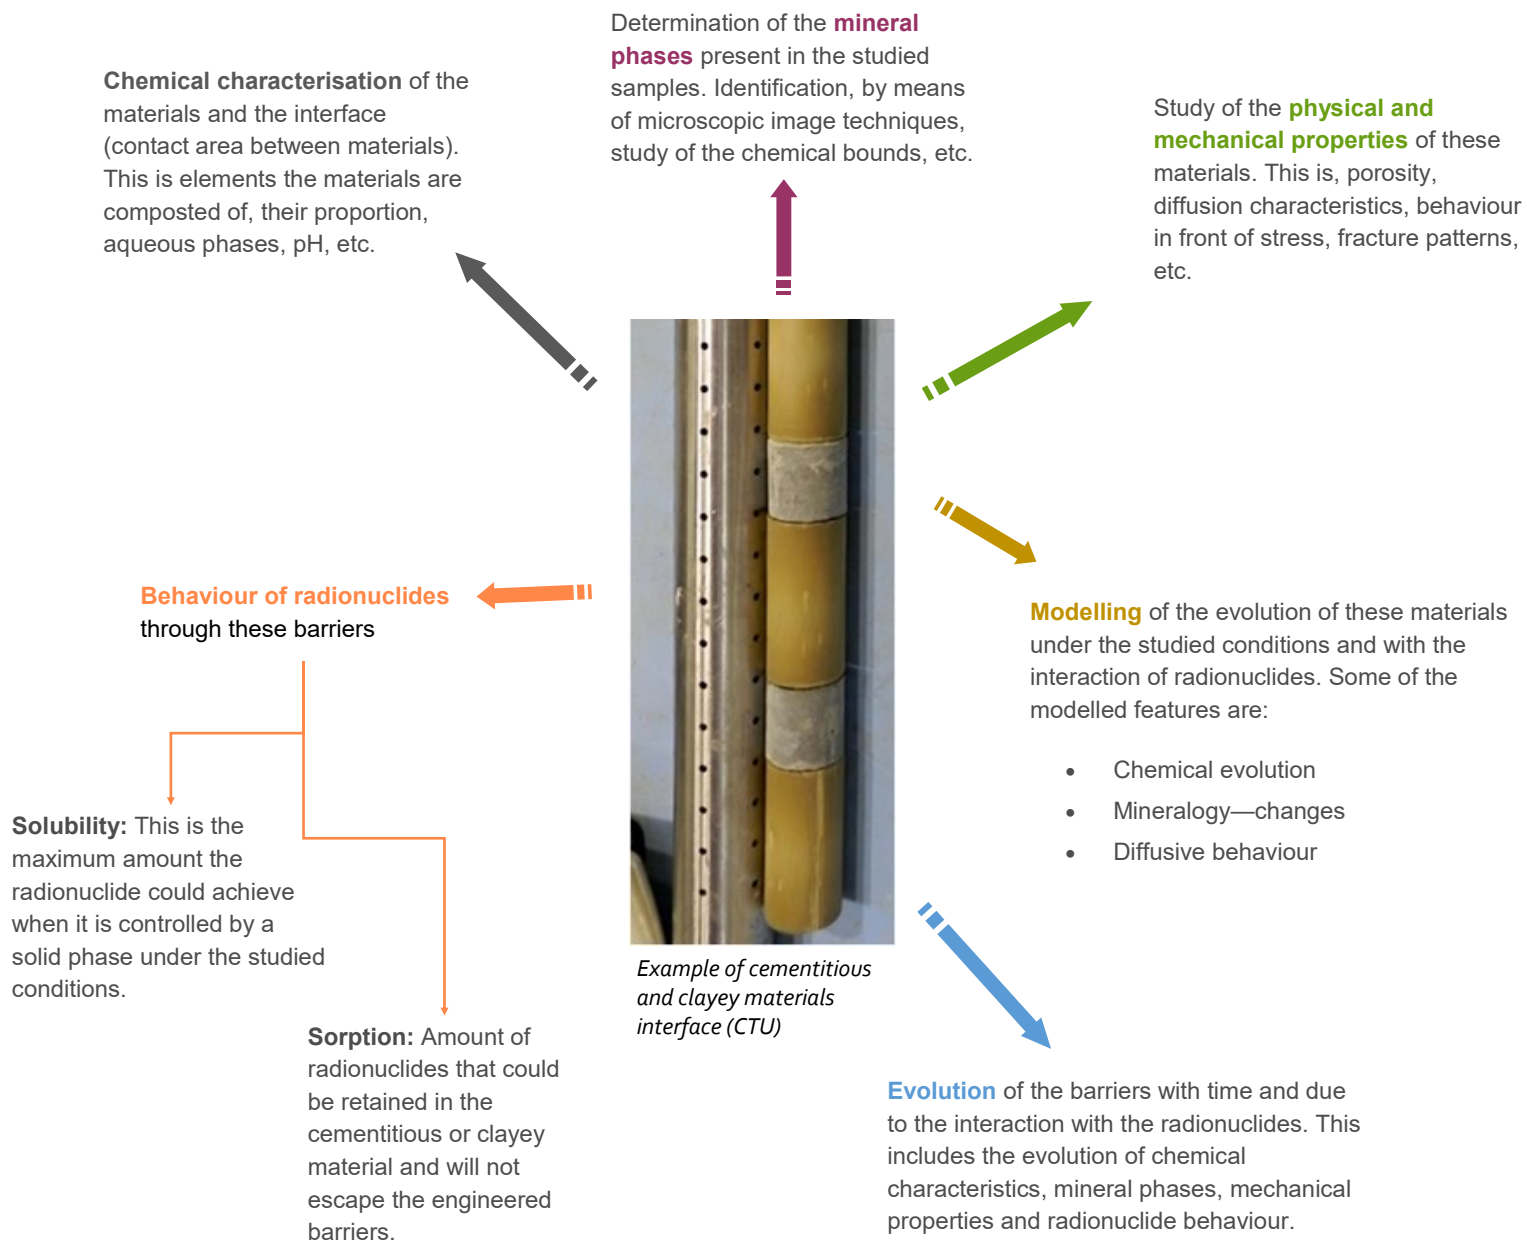 Determination of the mineral
phases present in the studied
samples. Identification, by means
of microscopic image techniques,
study of the chemical bounds, etc.
Chemical characterisation of the
materials and the interface
(contact area between materials).
This is elements the materials are
composted of, their proportion,
aqueous phases, pH, etc.
Study of the physical and
mechanical properties of these
materials. This is, porosity,
diffusion characteristics, behaviour
in front of stress, fracture patterns,
etc.
Behaviour of radionuclides
through these barriers
Modelling of the evolution of these materials
under the studied conditions and with the
interaction of radionuclides. Some of the
modelled features are:
• Chemical evolution
• Mineralogy—changes
• Diffusive behaviour
Solubility: This is the
maximum amount the
radionuclide could achieve
when it is controlled by a
solid phase under the studied
conditions.
Example of cementitious
and clayey materials
interface (CTU)
Sorption: Amount of
radionuclides that could
be retained in the
cementitious or clayey
material and will not
escape the engineered
barriers.
Evolution of the barriers with time and due
to the interaction with the radionuclides. This
includes the evolution of chemical
characteristics, mineral phases, mechanical
properties and radionuclide behaviour.